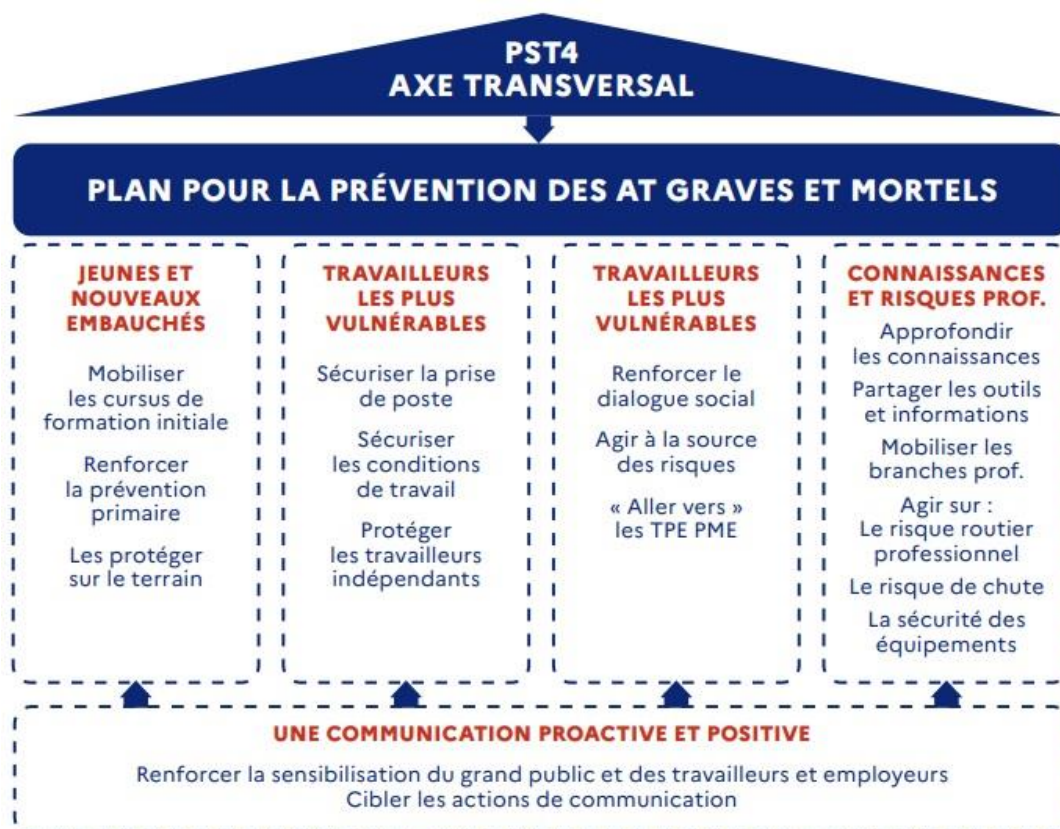 PST4
AXE TRANSVERSAL
PLAN POUR LA PRÉVENTION DES AT GRAVES ET MORTELS
JEUNES ET
NOUVEAUX
EMBAUCHÉS
Mobiliser
les cursus de
formation initiale
Renforcer
la prévention
primaire
Les protéger
sur le terrain
TRAVAILLEURS
LES PLUS
VULNÉRABLES
Sécuriser la prise
de poste
Sécuriser
les conditions
de travail
Protéger
les travailleurs
indépendants
TRAVAILLEURS
LES PLUS
VULNÉRABLES
Renforcer le
dialogue social
Agir à la source
des risques
« Aller vers »
les TPE PME
CONNAISSANCES
ET RISQUES PROF.
Approfondir
les connaissances
Partager les outils
et informations
Mobiliser les
branches prof.
Agir sur :
Le risque routier
professionnel
Le risque de chute
La sécurité des
équipements
UNE COMMUNICATION PROACTIVE ET POSITIVE
Renforcer la sensibilisation du grand public et des travailleurs et employeurs
Cibler les actions de communication